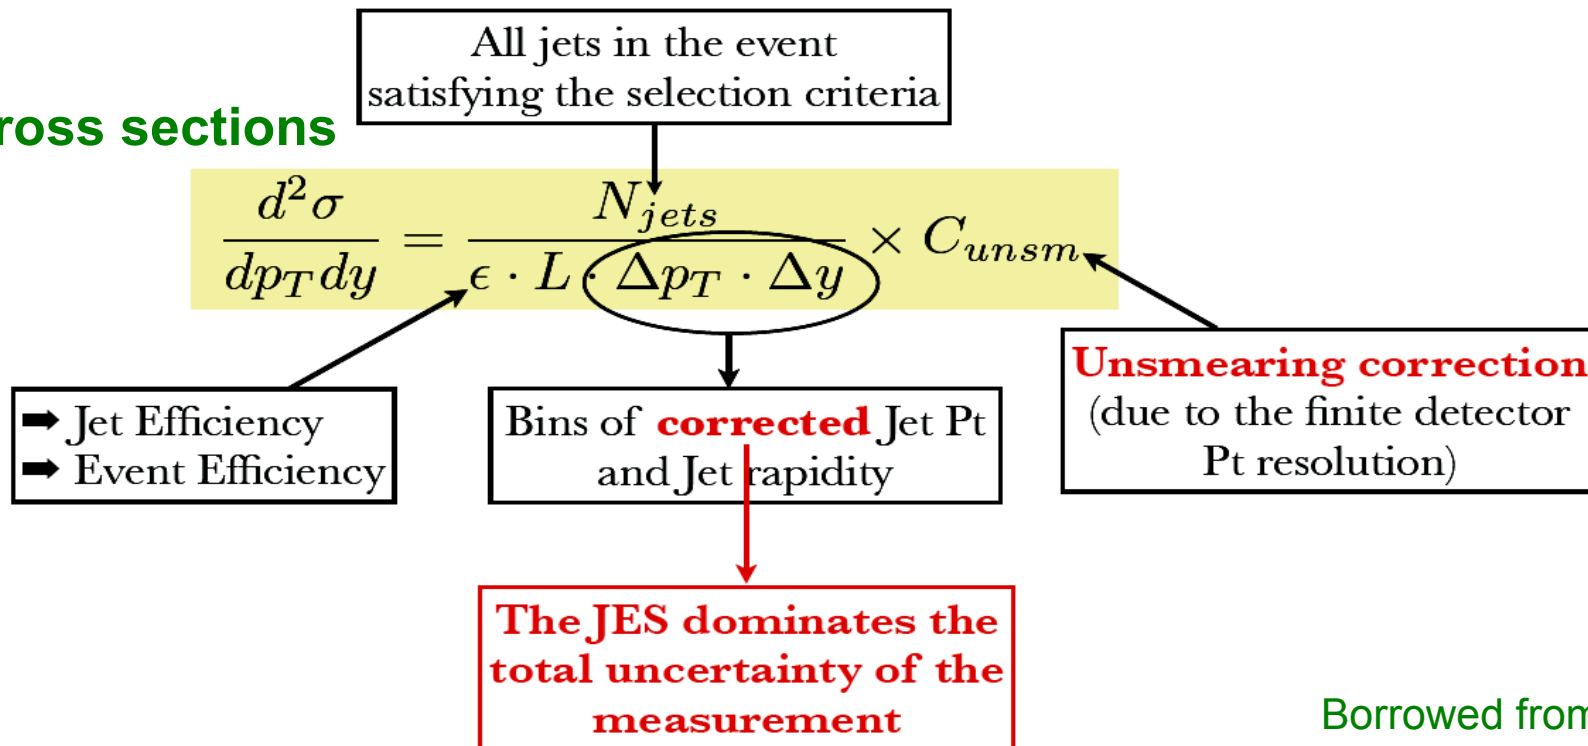 All jets in the event
satisfying the selection criteria
ross sections
d²σ / dp_T dy = N_jets / ϵ · L · Δp_T · Δy × C_unsm
➡ Jet Efficiency
➡ Event Efficiency
Bins of corrected Jet Pt
and Jet rapidity
Unsmearing correction
(due to the finite detector
Pt resolution)
The JES dominates the
total uncertainty of the
measurement
Borrowed from